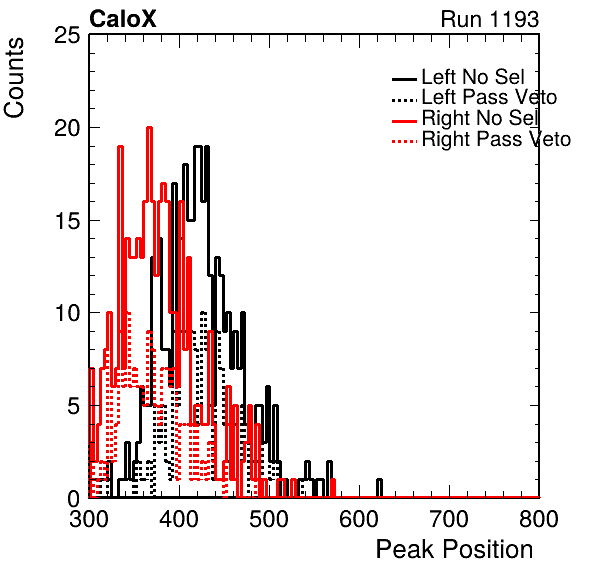 CaloX Run 1193
Counts
25
20
15
10
5
0
Left No Sel
Left Pass Veto
Right No Sel
Right Pass Veto
300 400 500 600 700 800
Peak Position